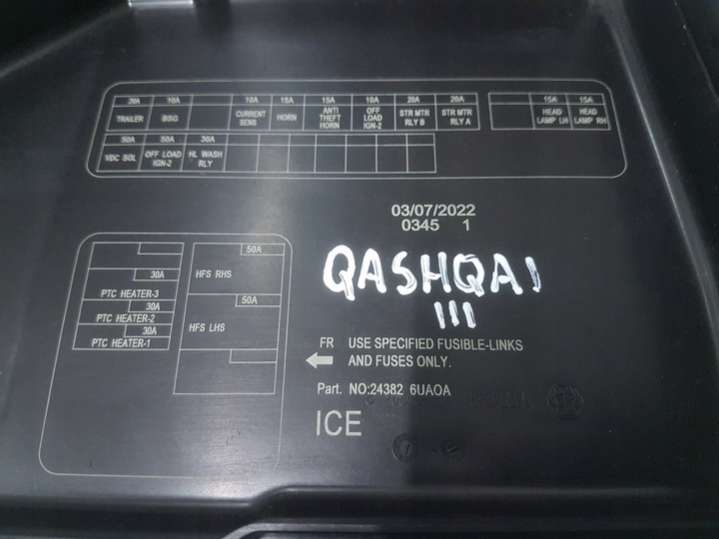 20A 10A 10A 15A 15A 10A 20A 20A 15A 15A
TRAILER BSG CURRENT SENS HORN ANTI THEFT HORN OFF LOAD IGN-2 STR MTR RLY B STR MTR RLY A HEAD LAMP LH HEAD LAMP RH
50A 50A 30A
VDC SOL OFF LOAD IGN-2 HL WASH RLY
03/07/2022
0345 1
QASHQAI
III
50A
HFS RHS
30A
PTC HEATER-3
50A
30A
PTC HEATER-2
HFS LHS
30A
PTC HEATER-1
FR USE SPECIFIED FUSIBLE-LINKS
AND FUSES ONLY.
Part. NO:24382 6UA0A
ICE